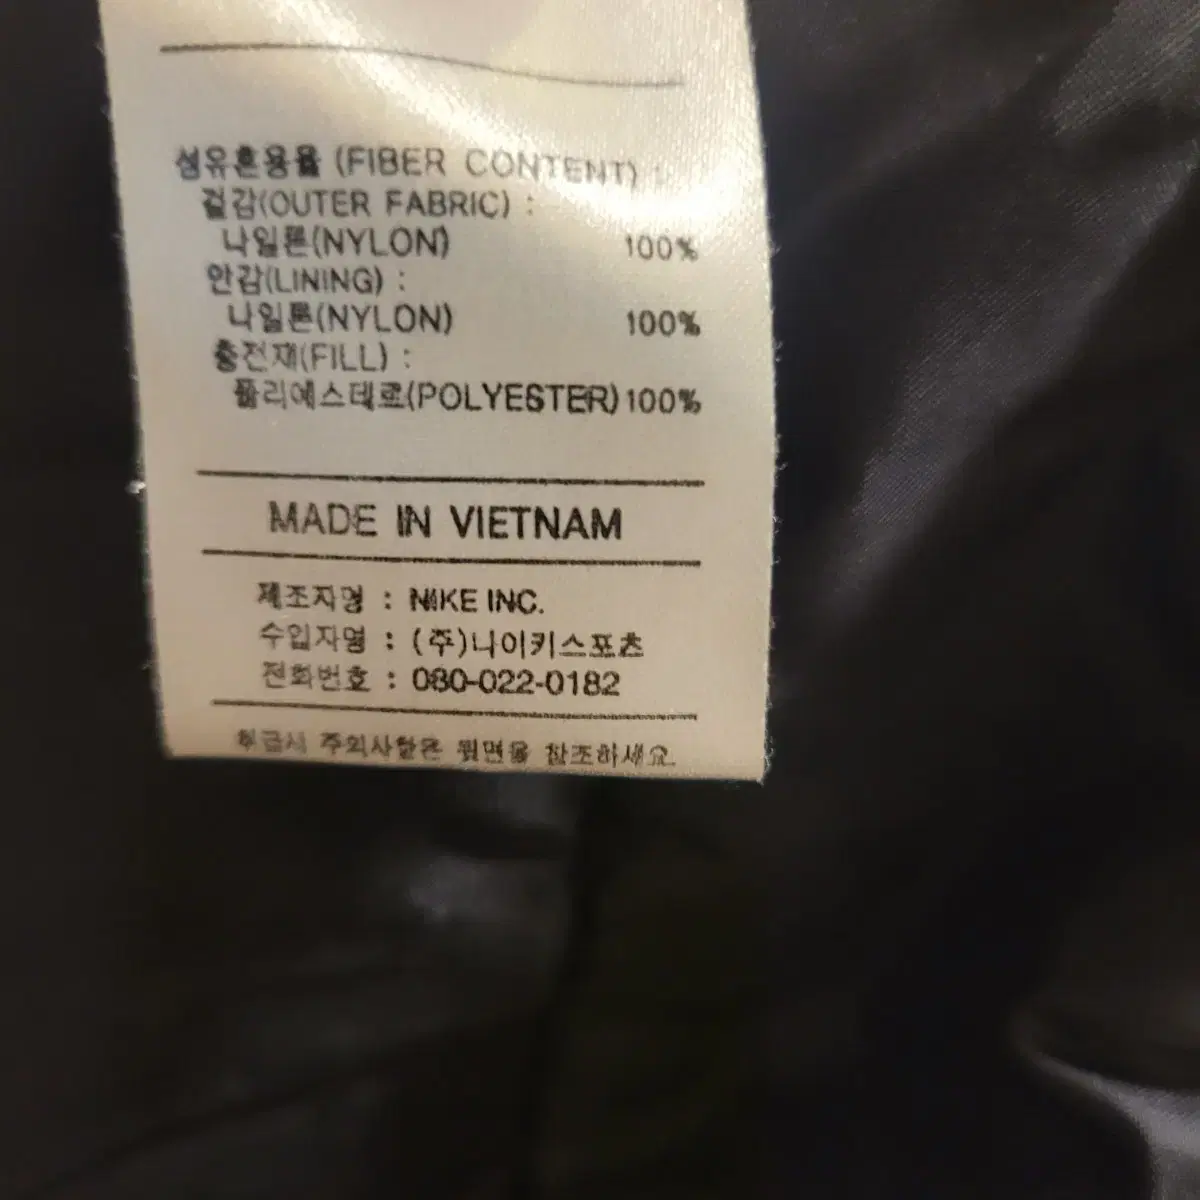 섬유혼용율 (FIBER CONTENT) :
겉감(OUTER FABRIC) :
나일론(NYLON) 100%
안감(LINING) :
나일론(NYLON) 100%
충전재(FILL) :
폴리에스테르(POLYESTER) 100%
MADE IN VIETNAM
제조자명 : NIKE INC.
수입자명 : (주)나이키스포츠
전화번호 : 080-022-0182
취급시 주의사항은 뒷면을 참조하세요.